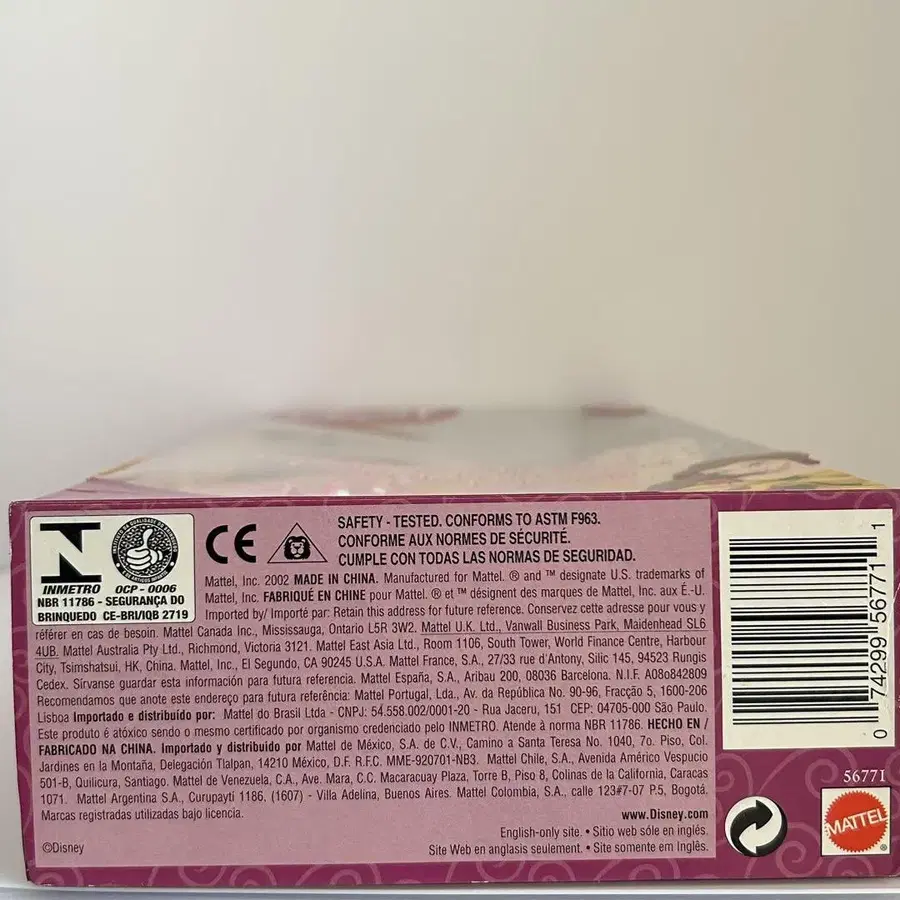 INMETRO
OCP - 0006
NBR 11786 - SEGURANÇA DO
BRINQUEDO CE-BRI/IQB 2719
CE
SAFETY - TESTED. CONFORMS TO ASTM F963.
CONFORME AUX NORMES DE SÉCURITÉ.
CUMPLE CON TODAS LAS NORMAS DE SEGURIDAD.
Mattel, Inc. 2002 MADE IN CHINA. Manufactured for Mattel. ® and ™ designate U.S. trademarks of
Mattel, Inc. FABRIQUÉ EN CHINE pour Mattel. ® et ™ désignent des marques de Mattel, Inc. aux É.-U.
Imported by/ Importé par: Retain this address for future reference. Conservez cette adresse pour vous y
référer en cas de besoin. Mattel Canada Inc., Mississauga, Ontario L5R 3W2. Mattel U.K. Ltd., Vanwall Business Park, Maidenhead SL6
4UB. Mattel Australia Pty Ltd., Richmond, Victoria 3121. Mattel East Asia Ltd., Room 1106, South Tower, World Finance Centre, Harbour
City, Tsimshatsui, HK, China. Mattel, Inc., El Segundo, CA 90245 U.S.A. Mattel France, S.A., 27/33 rue d'Antony, Silic 145, 94523 Rungis
Cedex. Sírvanse guardar esta información para futura referencia. Mattel España, S.A., Aribau 200, 08036 Barcelona. N.I.F. A08o842809
Recomendamos que anote este endereço para futura referência: Mattel Portugal, Lda., Av. da República No. 90-96, Fracção 5, 1600-206
Lisboa Importado e distribuído por: Mattel do Brasil Ltda - CNPJ: 54.558.002/0001-20 - Rua Jaceru, 151 CEP: 04705-000 São Paulo.
Este produto é atóxico sendo o mesmo certificado por organismo credenciado pelo INMETRO. Atende à norma NBR 11786. HECHO EN /
FABRICADO NA CHINA. Importado y distribuido por Mattel de México, S.A. de C.V., Camino a Santa Teresa No. 1040, 7o. Piso, Col.
Jardines en la Montaña, Delegación Tlalpan, 14210 México, D.F. R.F.C. MME-920701-NB3. Mattel Chile, S.A., Avenida Américo Vespucio
501-B, Quilicura, Santiago. Mattel de Venezuela, C.A., Ave. Mara, C.C. Macaracuay Plaza, Torre B, Piso 8, Colinas de la California, Caracas
1071. Mattel Argentina S.A., Curupaytí 1186, (1607) - Villa Adelina, Buenos Aires. Mattel Colombia, S.A., calle 123#7-07 P.5, Bogotá.
Marcas registradas utilizadas bajo licencia.
www.Disney.com
English-only site. • Sitio web sóle en inglés.
©Disney
Site Web en anglasis seulement. • Site somente em Inglês.
0 74299 56771 1
56771
MATTEL
®